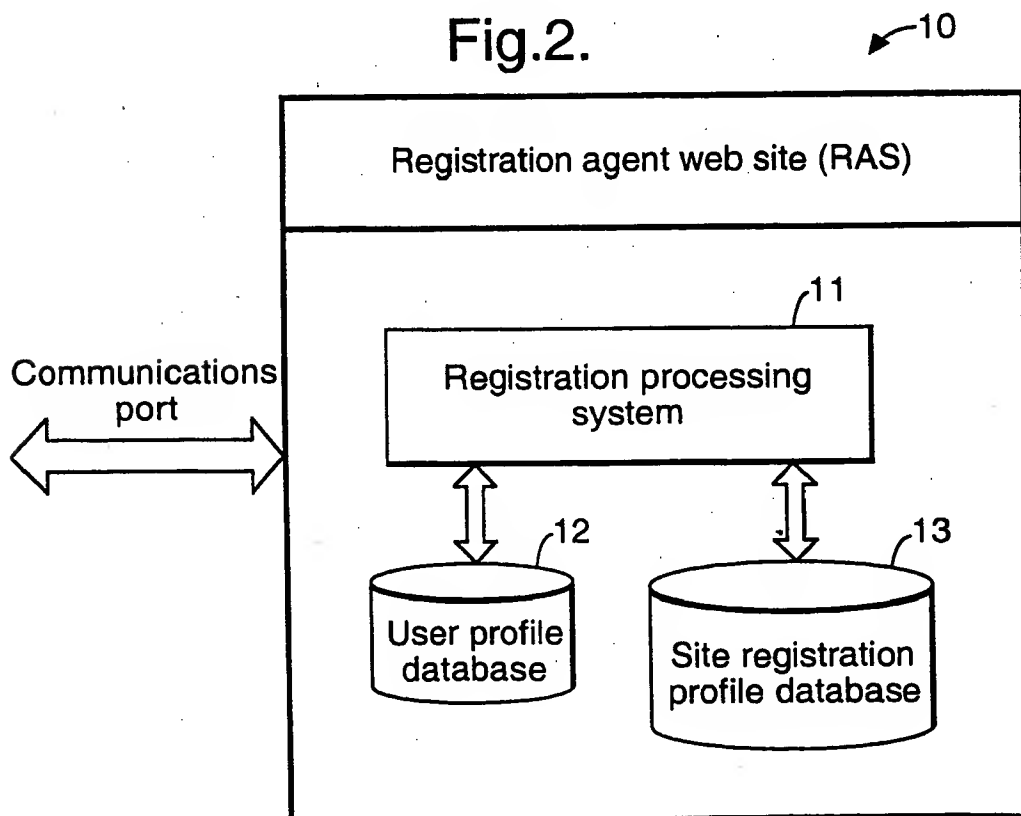 Fig.2.
10
Registration agent web site (RAS)
11
Registration processing
system
Communications
port
12
13
User profile
database
Site registration
profile database